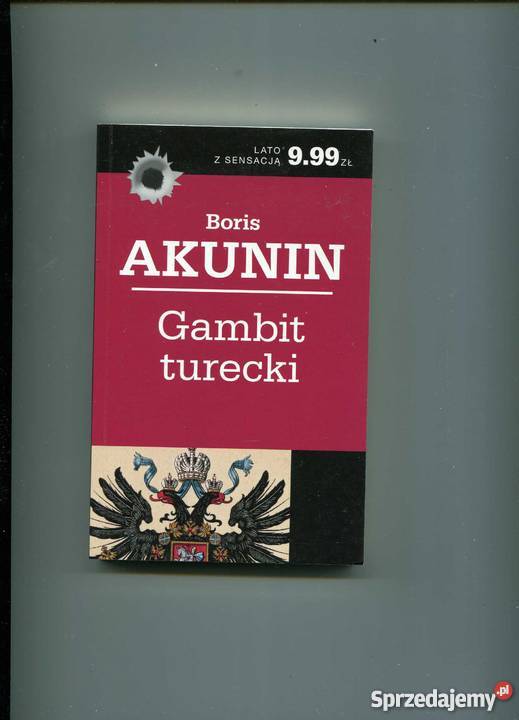 LATO
Z SENSACJĄ 9.99 ZŁ
Boris
AKUNIN
Gambit
turecki
Sprzedajemy.pl